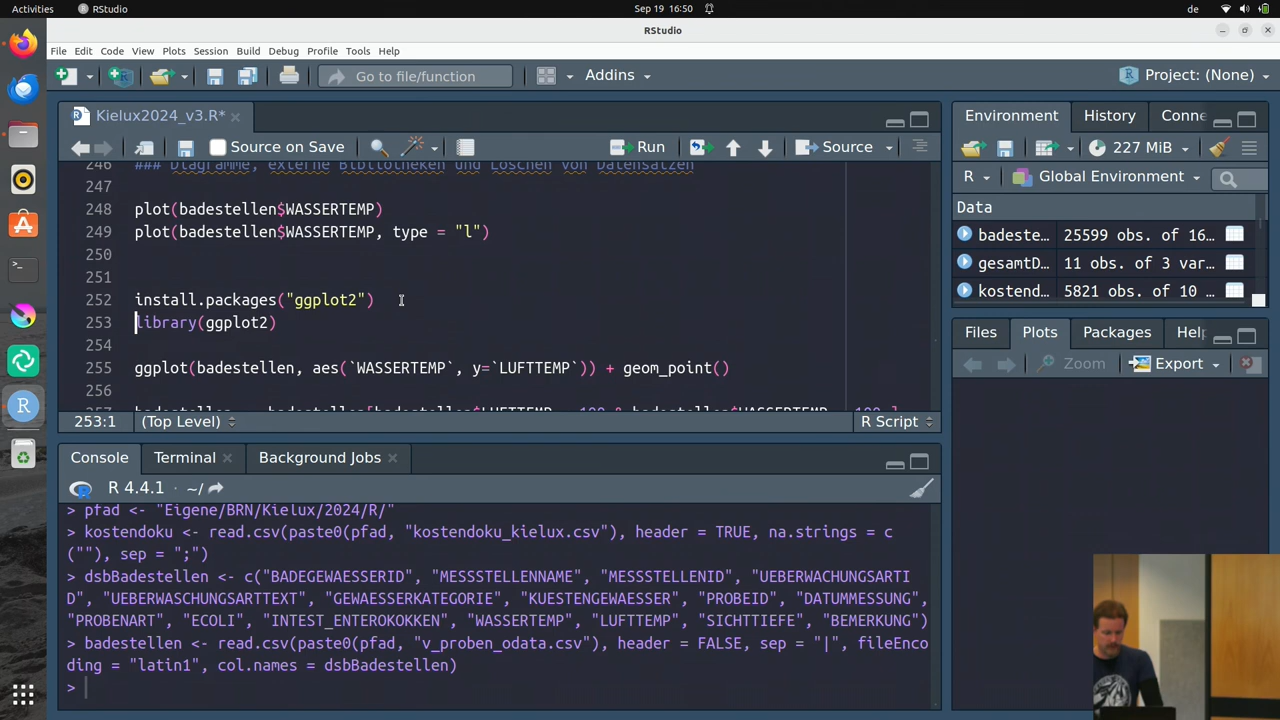 Activities RStudio Sep 19 16:50 de
RStudio
File Edit Code View Plots Session Build Debug Profile Tools Help
Go to file/function Addins Project: (None)
Kielux2024_v3.R* Environment History Conne
Source on Save Run Source 227 MiB
R Global Environment
246 ### Diagramme, externe Bibliotheken und Löschen von Datensätzen
247
248 plot(badestellen$WASSERTEMP)
249 plot(badestellen$WASSERTEMP, type = "l")
250
251
252 install.packages("ggplot2")
253 library(ggplot2)
254
255 ggplot(badestellen, aes(`WASSERTEMP`, y=`LUFTTEMP`)) + geom_point()
256
253:1 (Top Level) R Script
Data
badeste… 25599 obs. of 16…
gesamtD… 11 obs. of 3 var…
kostend… 5821 obs. of 10 …
Files Plots Packages Help
Zoom Export
Console Terminal Background Jobs
R 4.4.1 · ~/
> pfad <- "Eigene/BRN/Kielux/2024/R/"
> kostendoku <- read.csv(paste0(pfad, "kostendoku_kielux.csv"), header = TRUE, na.strings = c
(""), sep = ";")
> dsbBadestellen <- c("BADEGEWAESSERID", "MESSSTELLENNAME", "MESSSTELLENID", "UEBERWACHUNGSARTI
D", "UEBERWASCHUNGSARTTEXT", "GEWAESSERKATEGORIE", "KUESTENGEWAESSER", "PROBEID", "DATUMMESSUNG",
"PROBENART", "ECOLI", "INTEST_ENTEROKOKKEN", "WASSERTEMP", "LUFTTEMP", "SICHTTIEFE", "BEMERKUNG")
> badestellen <- read.csv(paste0(pfad, "v_proben_odata.csv"), header = FALSE, sep = "|", fileEnco
ding = "latin1", col.names = dsbBadestellen)
>